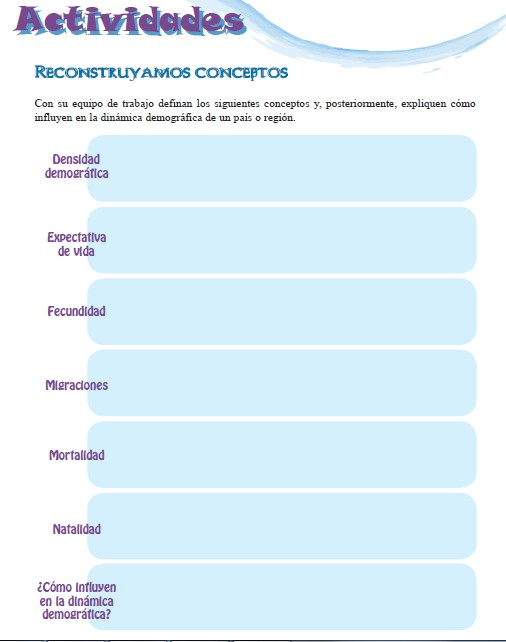 Actividades
RECONSTRUYAMOS CONCEPTOS
Con su equipo de trabajo definan los siguientes conceptos y, posteriormente, expliquen cómo
influyen en la dinámica demográfica de un país o región.
Densidad
demográfica
Expectativa
de vida
Fecundidad
Migraciones
Mortalidad
Natalidad
¿Cómo influyen
en la dinámica
demográfica?